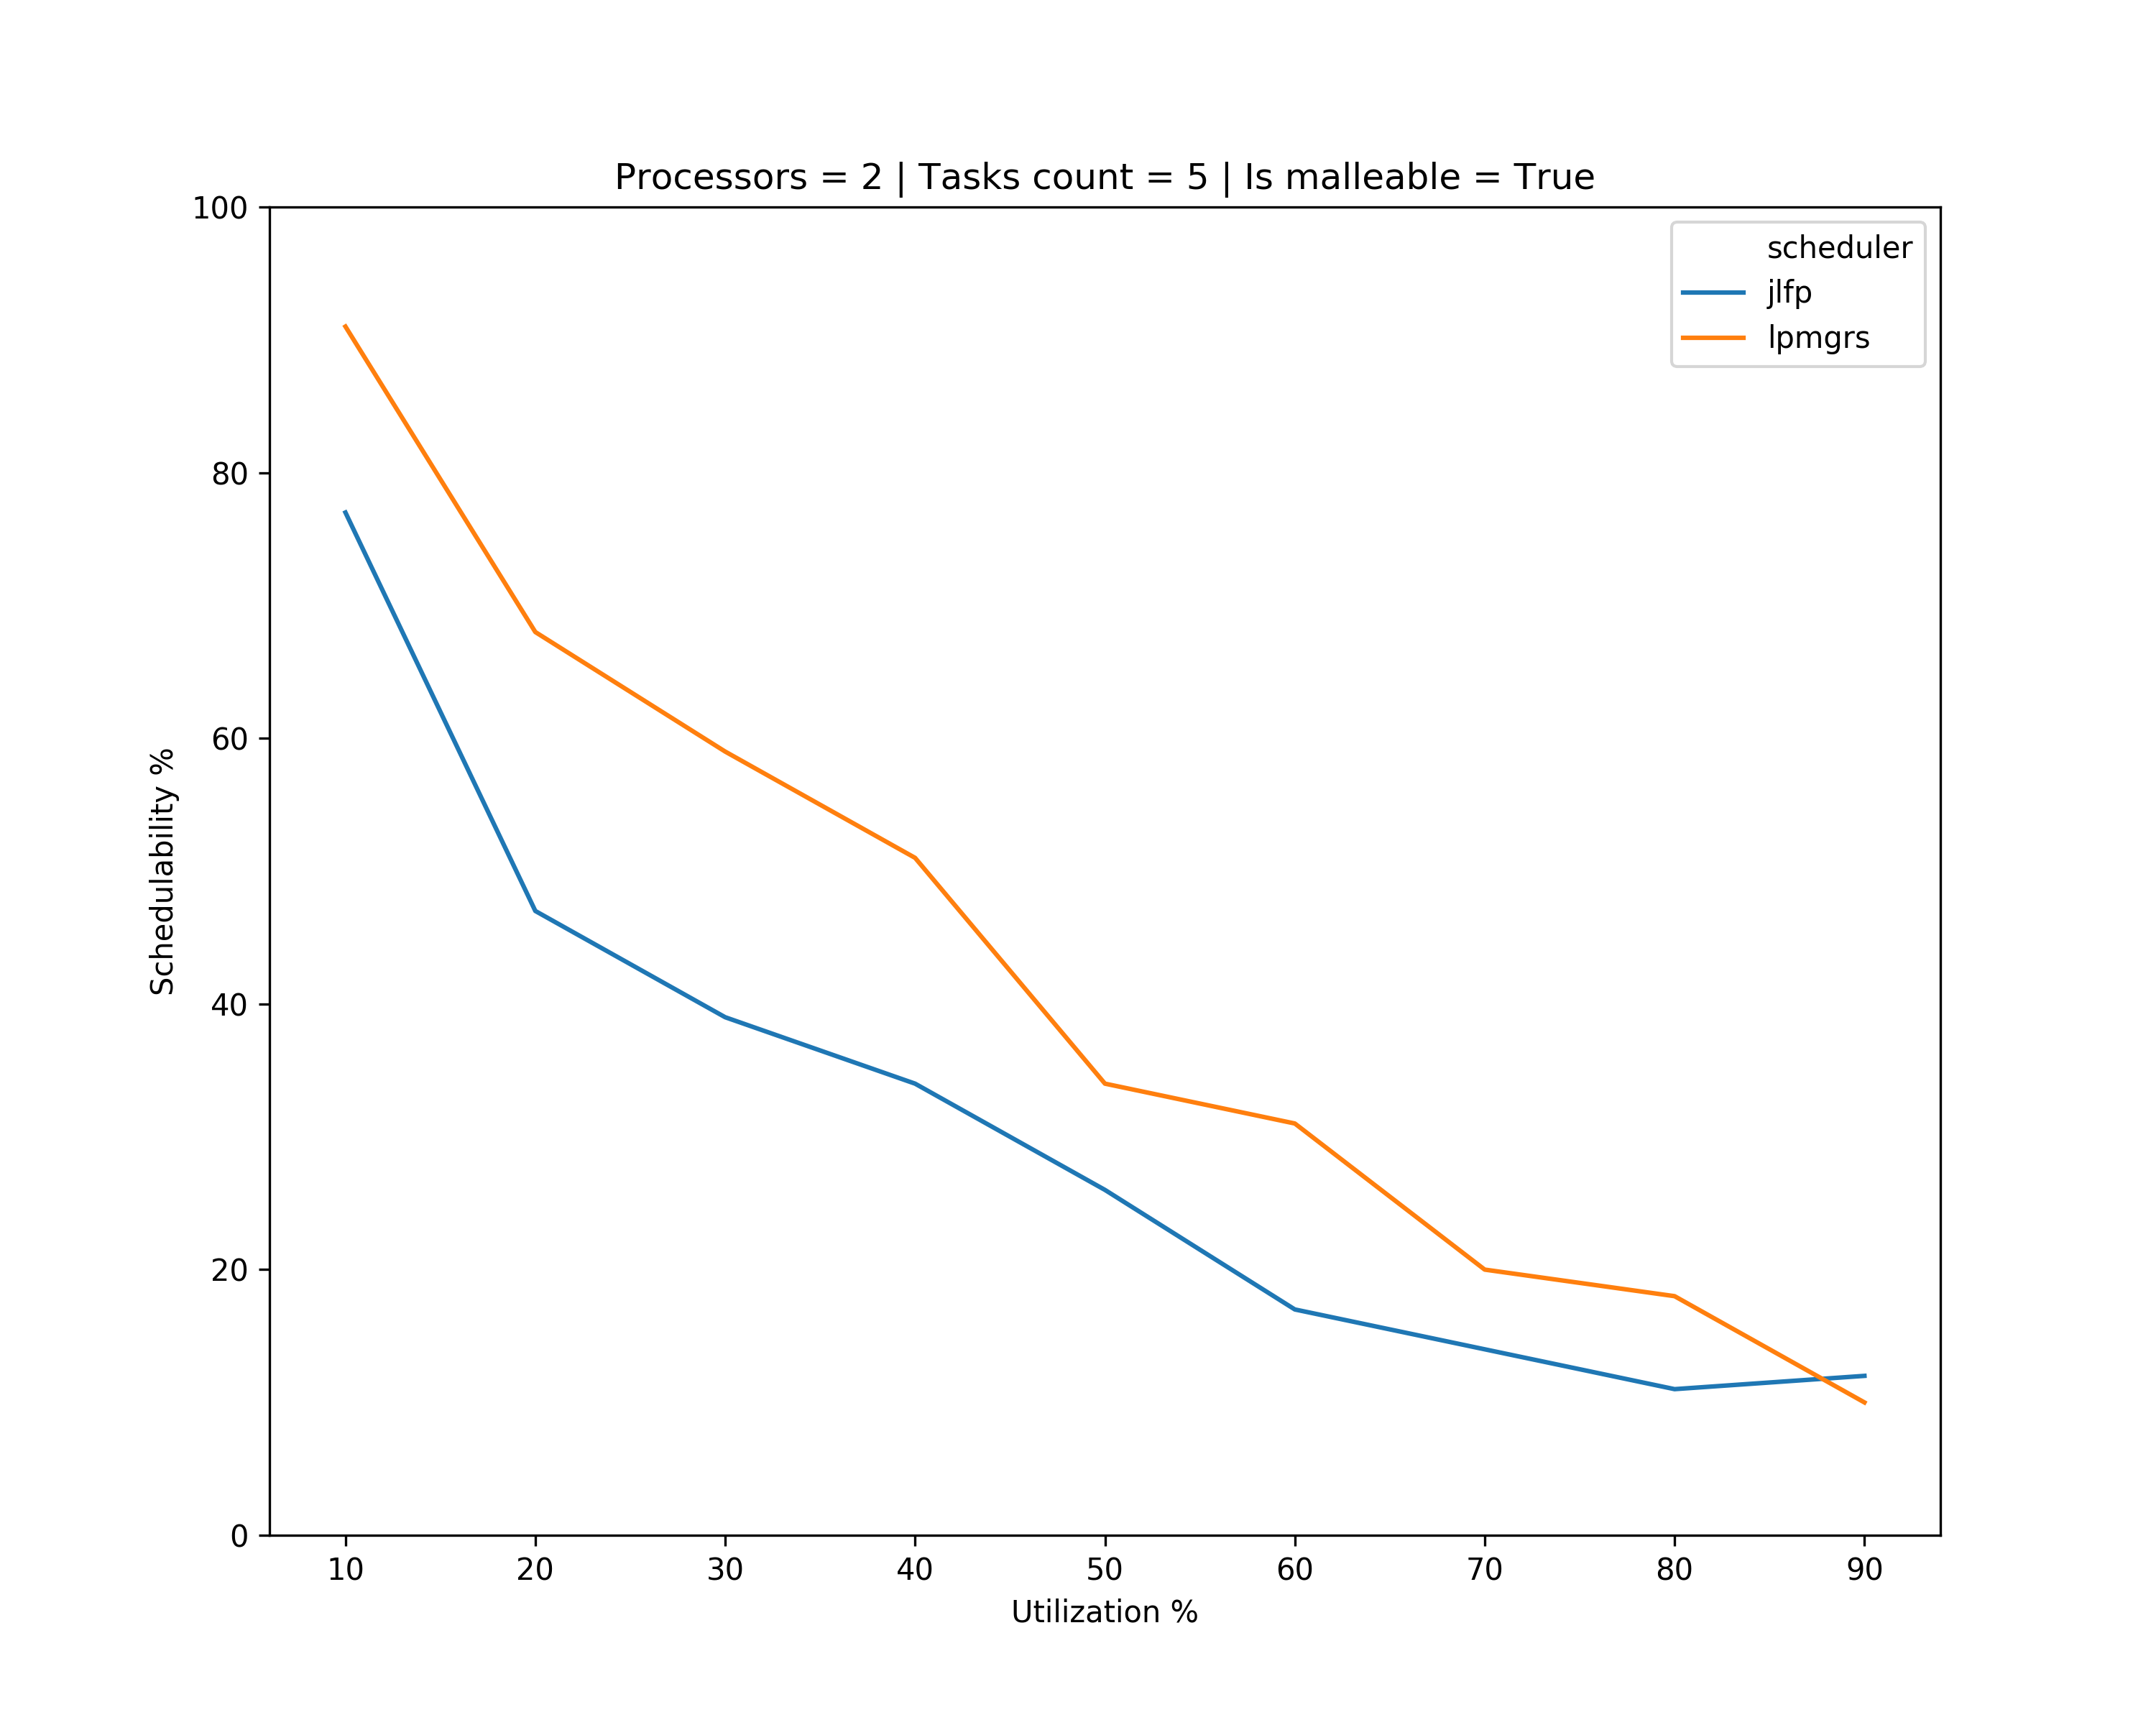 Processors = 2 | Tasks count = 5 | Is malleable = True
100
80
60
40
20
0
Schedulability %
scheduler
jlfp
lpmgrs
10 20 30 40 50 60 70 80 90
Utilization %